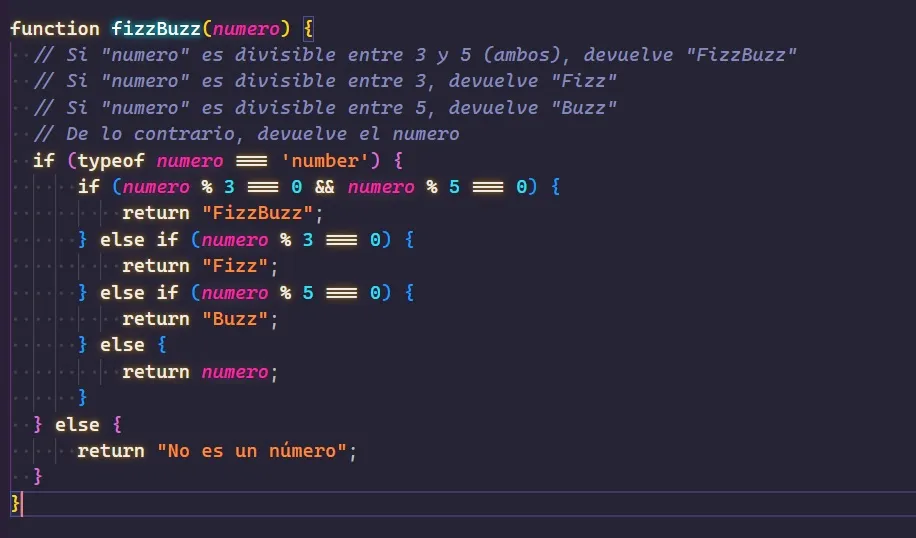 function fizzBuzz(numero) {
  // Si "numero" es divisible entre 3 y 5 (ambos), devuelve "FizzBuzz"
  // Si "numero" es divisible entre 3, devuelve "Fizz"
  // Si "numero" es divisible entre 5, devuelve "Buzz"
  // De lo contrario, devuelve el numero
  if (typeof numero === 'number') {
      if (numero % 3 === 0 && numero % 5 === 0) {
          return "FizzBuzz";
      } else if (numero % 3 === 0) {
          return "Fizz";
      } else if (numero % 5 === 0) {
          return "Buzz";
      } else {
          return numero;
      }
  } else {
      return "No es un número";
  }
}